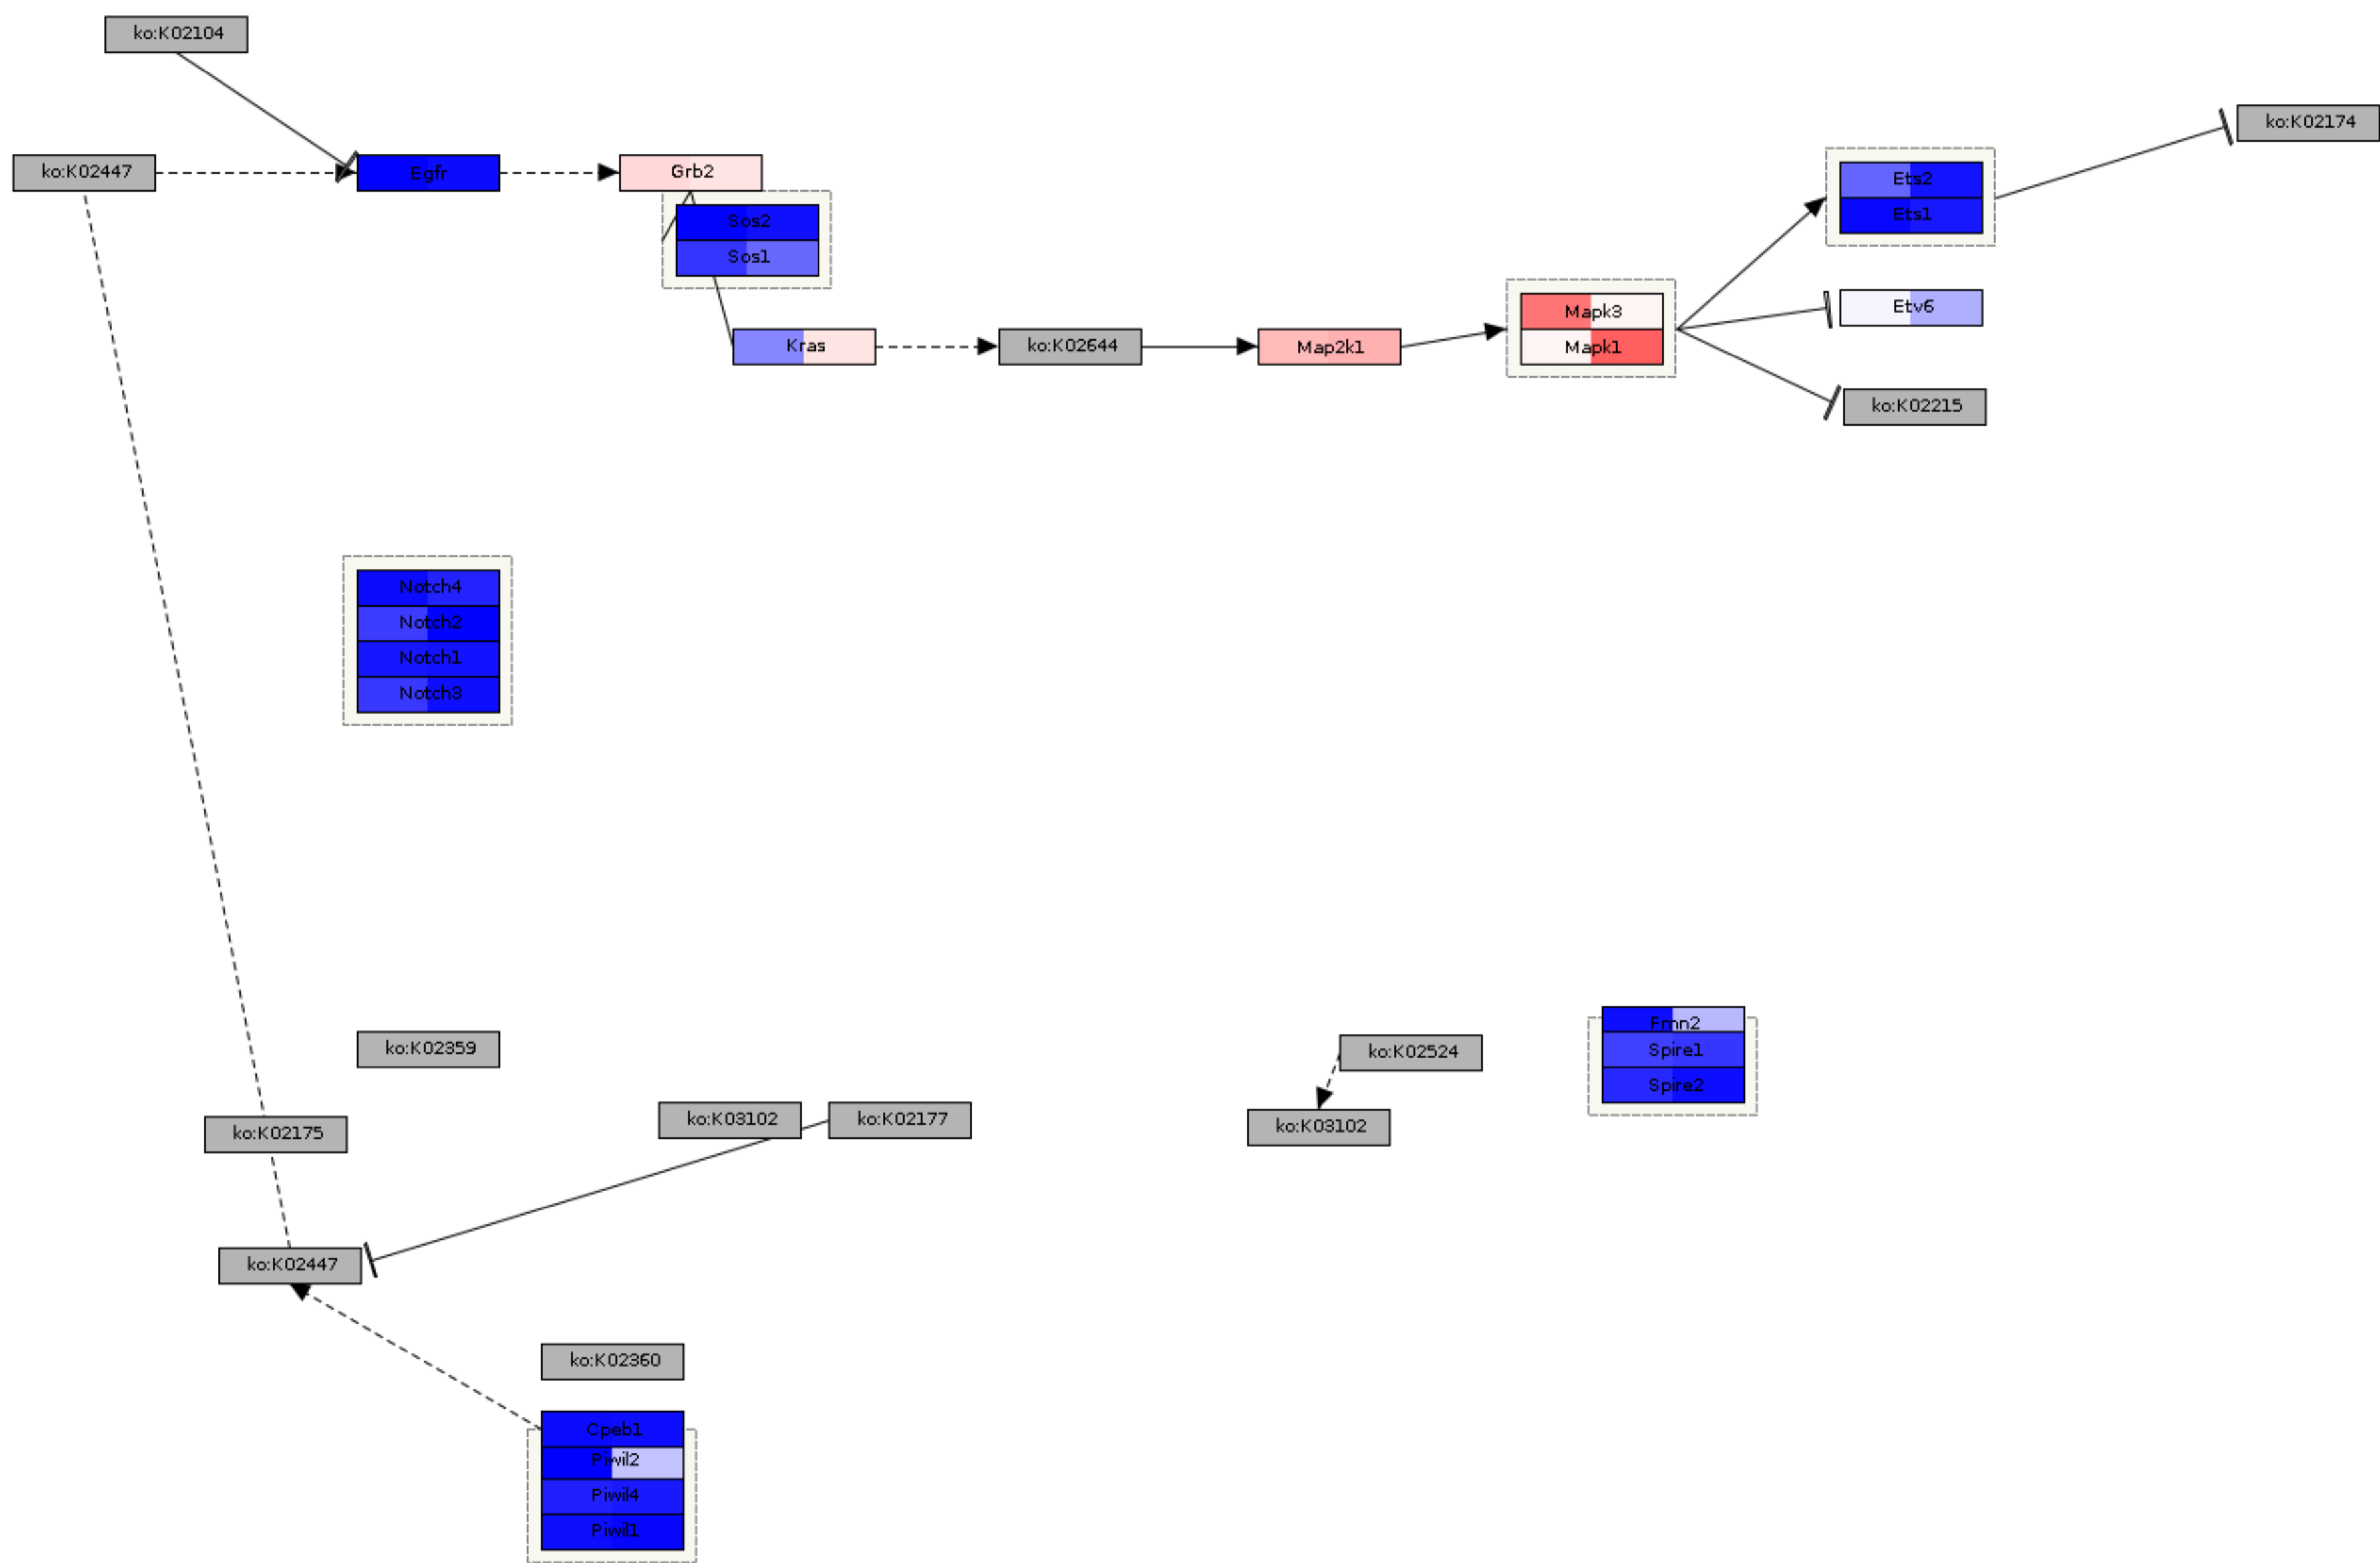 ko:K02104
ko:K02174
ko:K02447
Egfr
Grb2
Ets2
Sos2
Ets1
Sos1
Mapk3
Etv6
Kras
ko:K02644
Map2k1
Mapk1
ko:K02215
Notch4
Notch2
Notch1
Notch3
Fmn2
ko:K02359
ko:K02524
Spire1
Spire2
ko:K02175
ko:K03102
ko:K02177
ko:K03102
ko:K02447
ko:K02360
Cpeb1
Piwil2
Piwil4
Piwil1